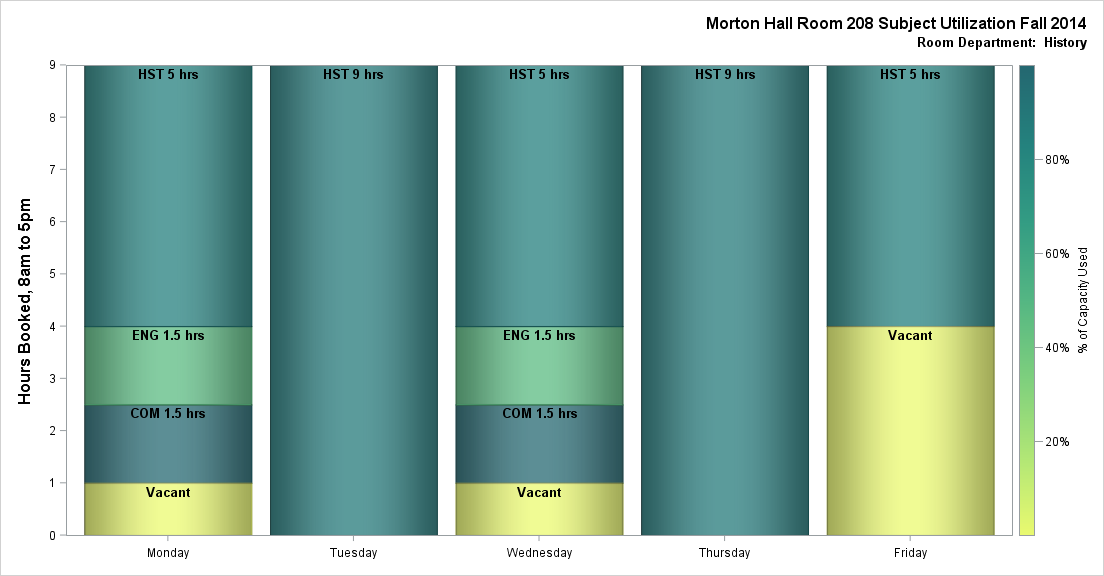 Morton Hall Room 208 Subject Utilization Fall 2014
Room Department:  History
Hours Booked, 8am to 5pm
9
8
7
6
5
4
3
2
1
0
HST 5 hrs
ENG 1.5 hrs
COM 1.5 hrs
Vacant
HST 9 hrs
HST 5 hrs
ENG 1.5 hrs
COM 1.5 hrs
Vacant
HST 9 hrs
HST 5 hrs
Vacant
Monday
Tuesday
Wednesday
Thursday
Friday
80%
60%
40%
20%
% of Capacity Used